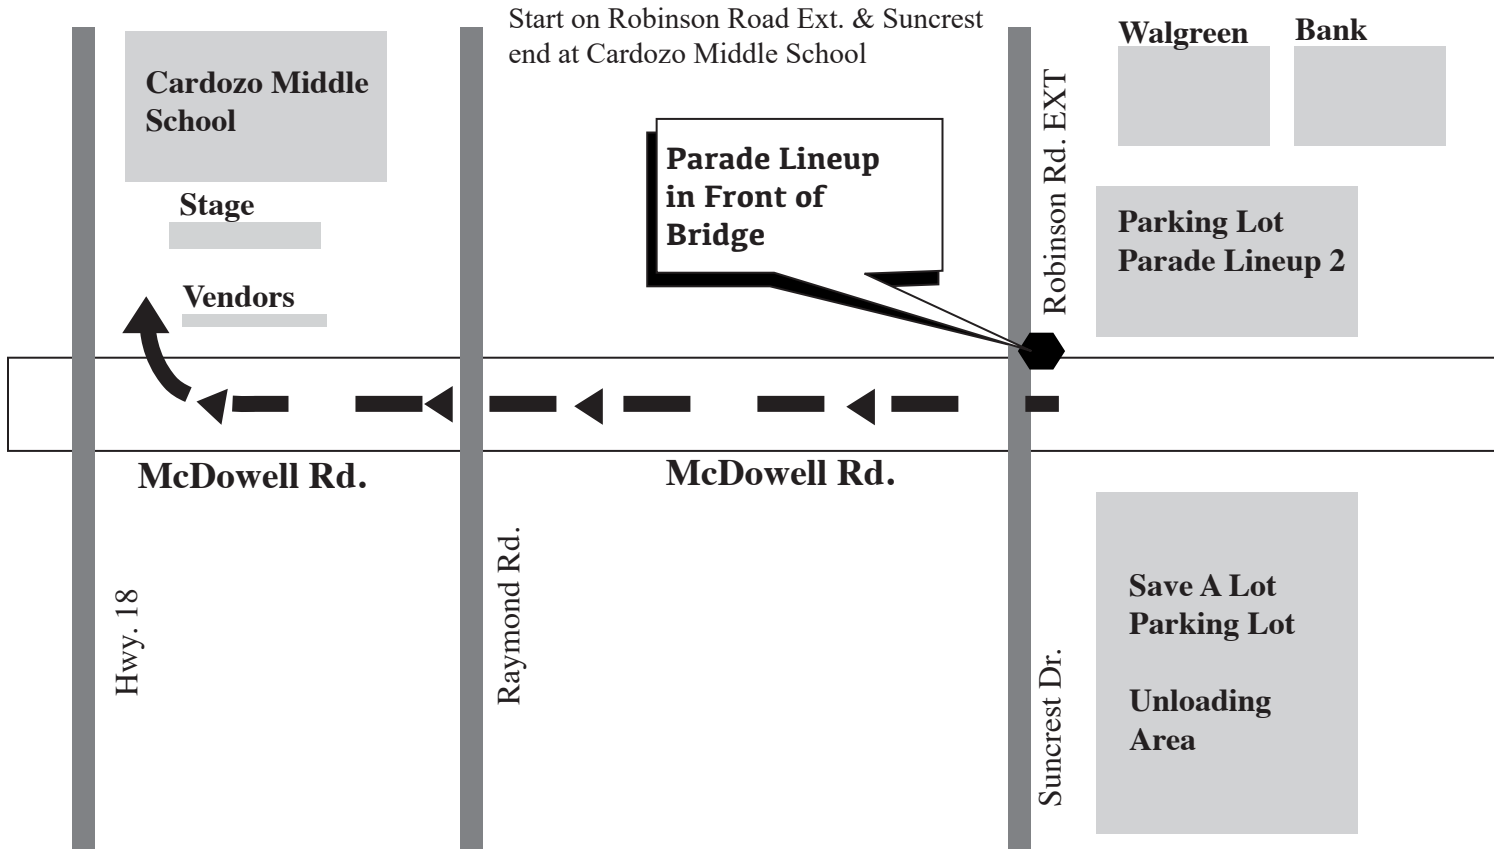 Start on Robinson Road Ext. & Suncrest
end at Cardozo Middle School
Walgreen
Bank
Cardozo Middle
School
Stage
Vendors
Parade Lineup
in Front of
Bridge
Robinson Rd. EXT
Parking Lot
Parade Lineup 2
McDowell Rd.
McDowell Rd.
Hwy. 18
Raymond Rd.
Suncrest Dr.
Save A Lot
Parking Lot
Unloading
Area